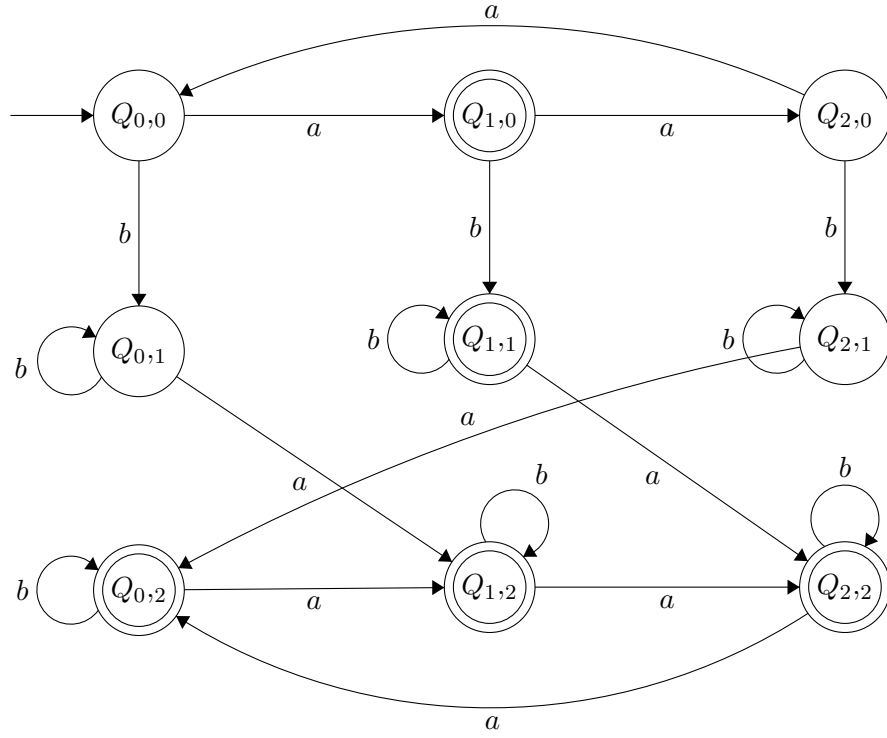 a
Q0,0 a Q1,0 a Q2,0
b b b
b Q0,1 b Q1,1 b Q2,1
a
a b a b
b Q0,2 a Q1,2 a Q2,2
a